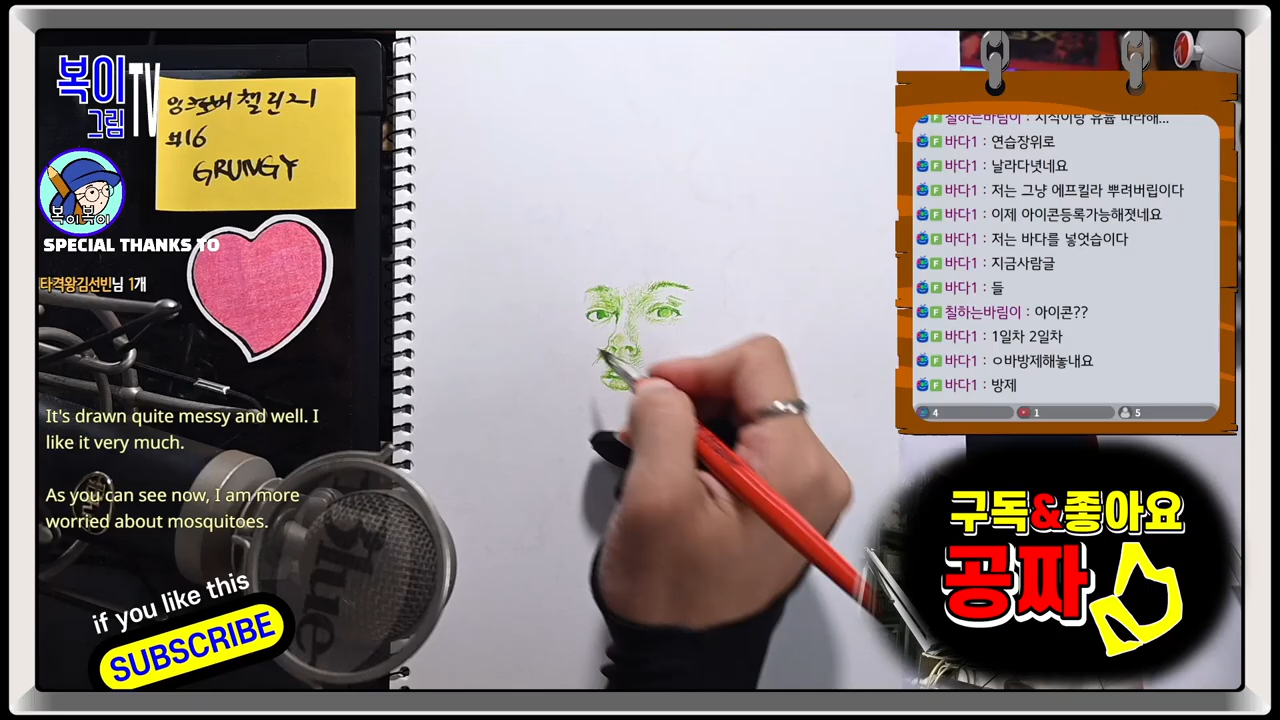 복이
그림
TV
잉크토버 챌린지
#16
GRUNGY
복이복이
SPECIAL THANKS TO
타격왕김선빈님 1개
It's drawn quite messy and well. I
like it very much.
As you can see now, I am more
worried about mosquitoes.
Blue
if you like this
SUBSCRIBE
칠하는바림이 : 지식이랑 유튭 따라해...
바다1 : 연습장위로
바다1 : 날라다녓네요
바다1 : 저는 그냥 에프킬라 뿌려버립이다
바다1 : 이제 아이콘등록가능해졋네요
바다1 : 저는 바다를 넣엇습이다
바다1 : 지금사람글
바다1 : 들
칠하는바림이 : 아이콘??
바다1 : 1일차 2일차
바다1 : ㅇ바방제해놓내요
바다1 : 방제
4 1 5
구독&좋아요
공짜